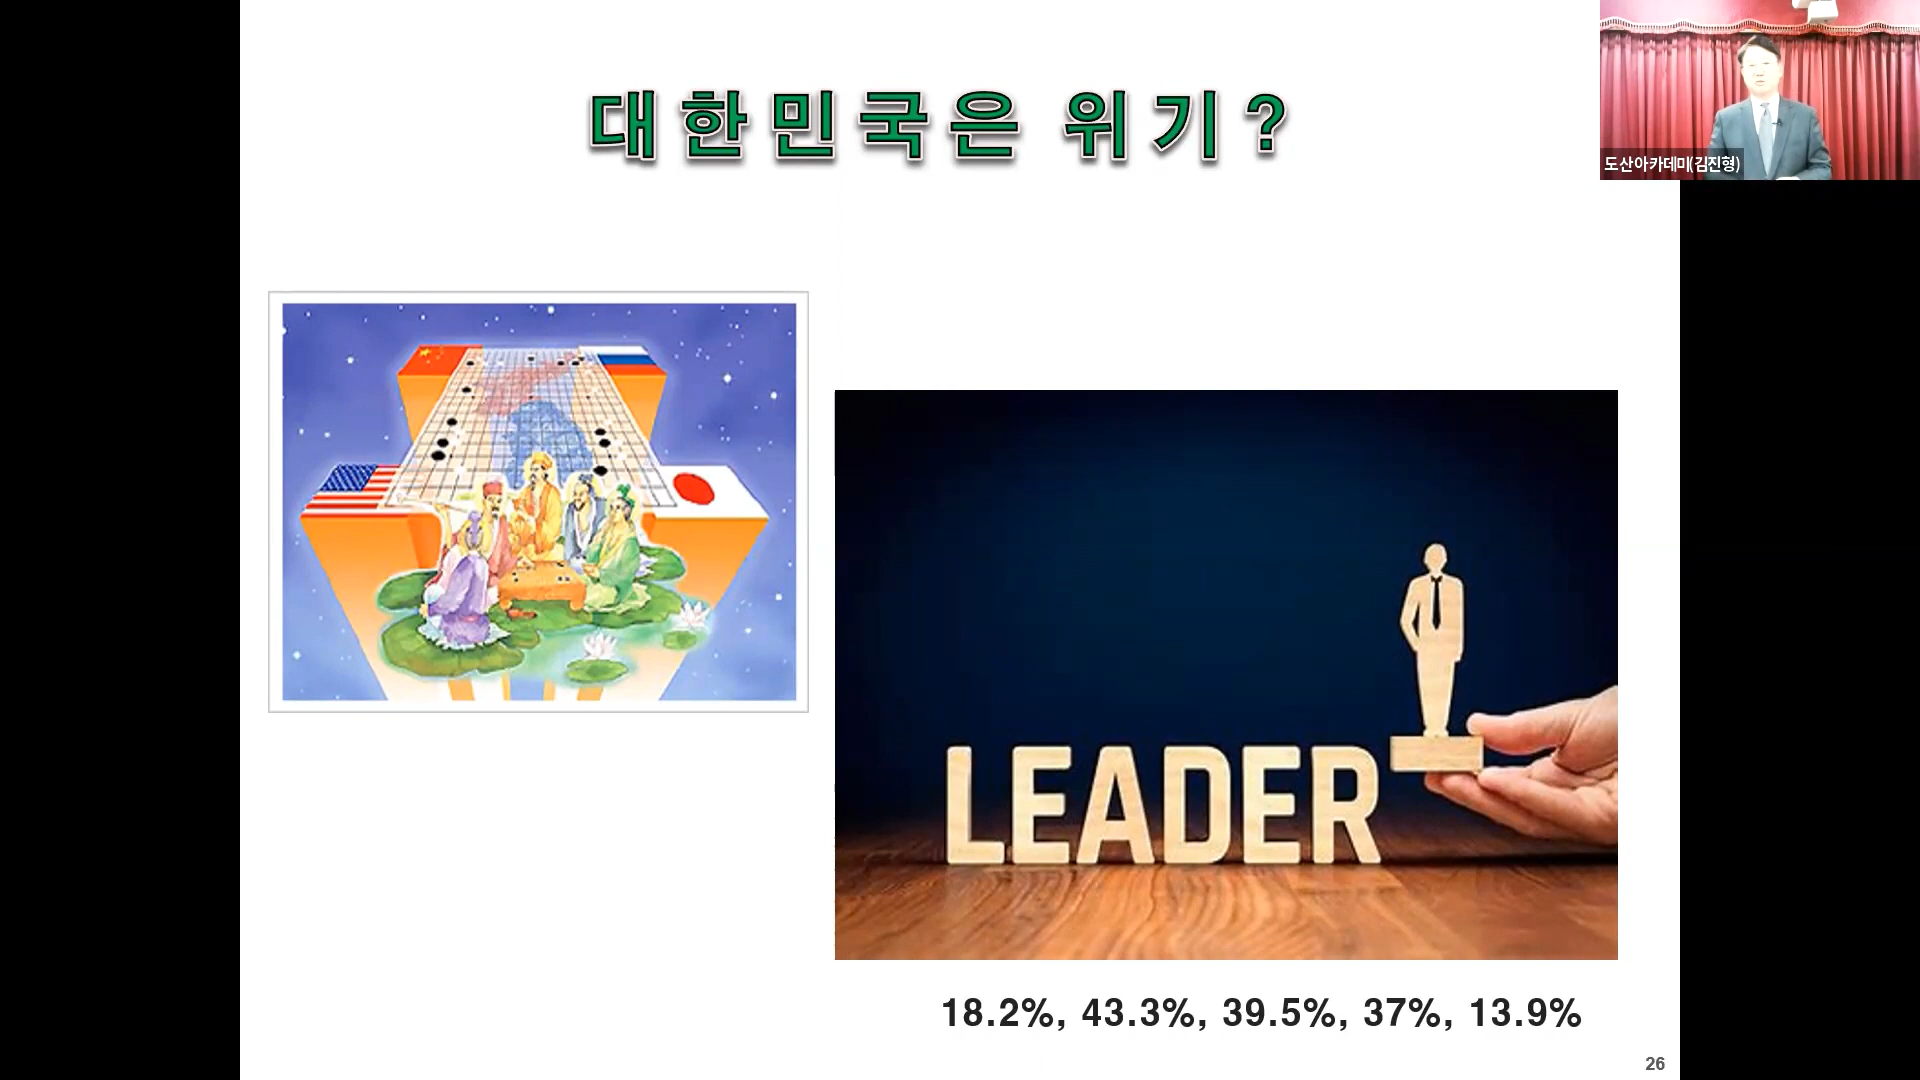 대한민국은 위기?
도산아카데미(김진형)
LEADER
18.2%, 43.3%, 39.5%, 37%, 13.9%
26